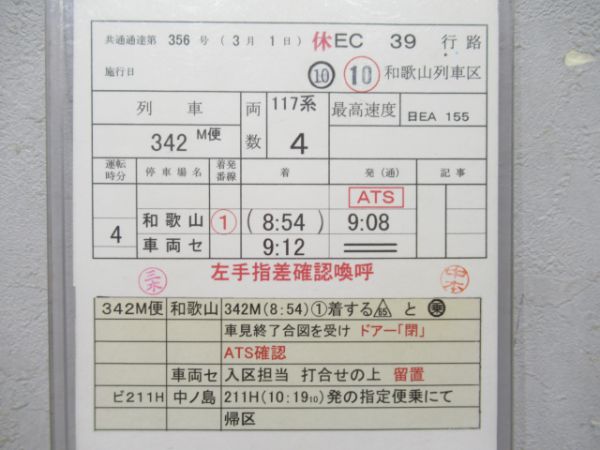 共通通達第 356 号 ( 3 月 1 日 ) 休EC 39 行路
施行日 ⑩ ⑩ 和歌山列車区
列車 342 M便 両数 117系 4 最高速度 日EA 155
運転時分 停車場名 着発番線 着 発 (通) 記事
ATS
4 和歌山 ① (8:54) 9:08
車両セ 9:12 ＝
左手指差確認喚呼
三木
342M便 和歌山 342M(8:54)①着する 85 と 乗
車見終了合図を受け ドアー「閉」
ATS確認
車両セ 入区担当 打合せの上 留置
ビ211H 中ノ島 211H(10:19₁₀)発の指定便乗にて
帰区